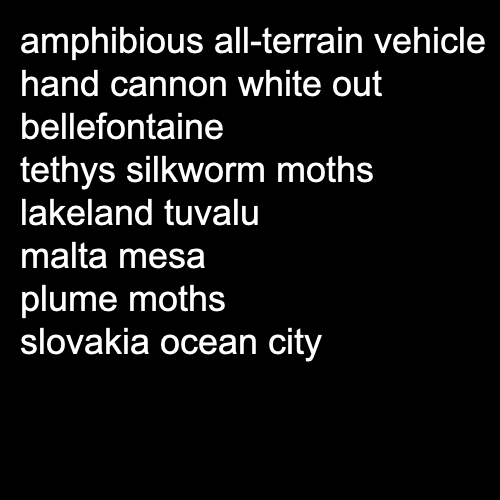 amphibious all-terrain vehicle
hand cannon white out
bellefontaine
tethys silkworm moths
lakeland tuvalu
malta mesa
plume moths
slovakia ocean city